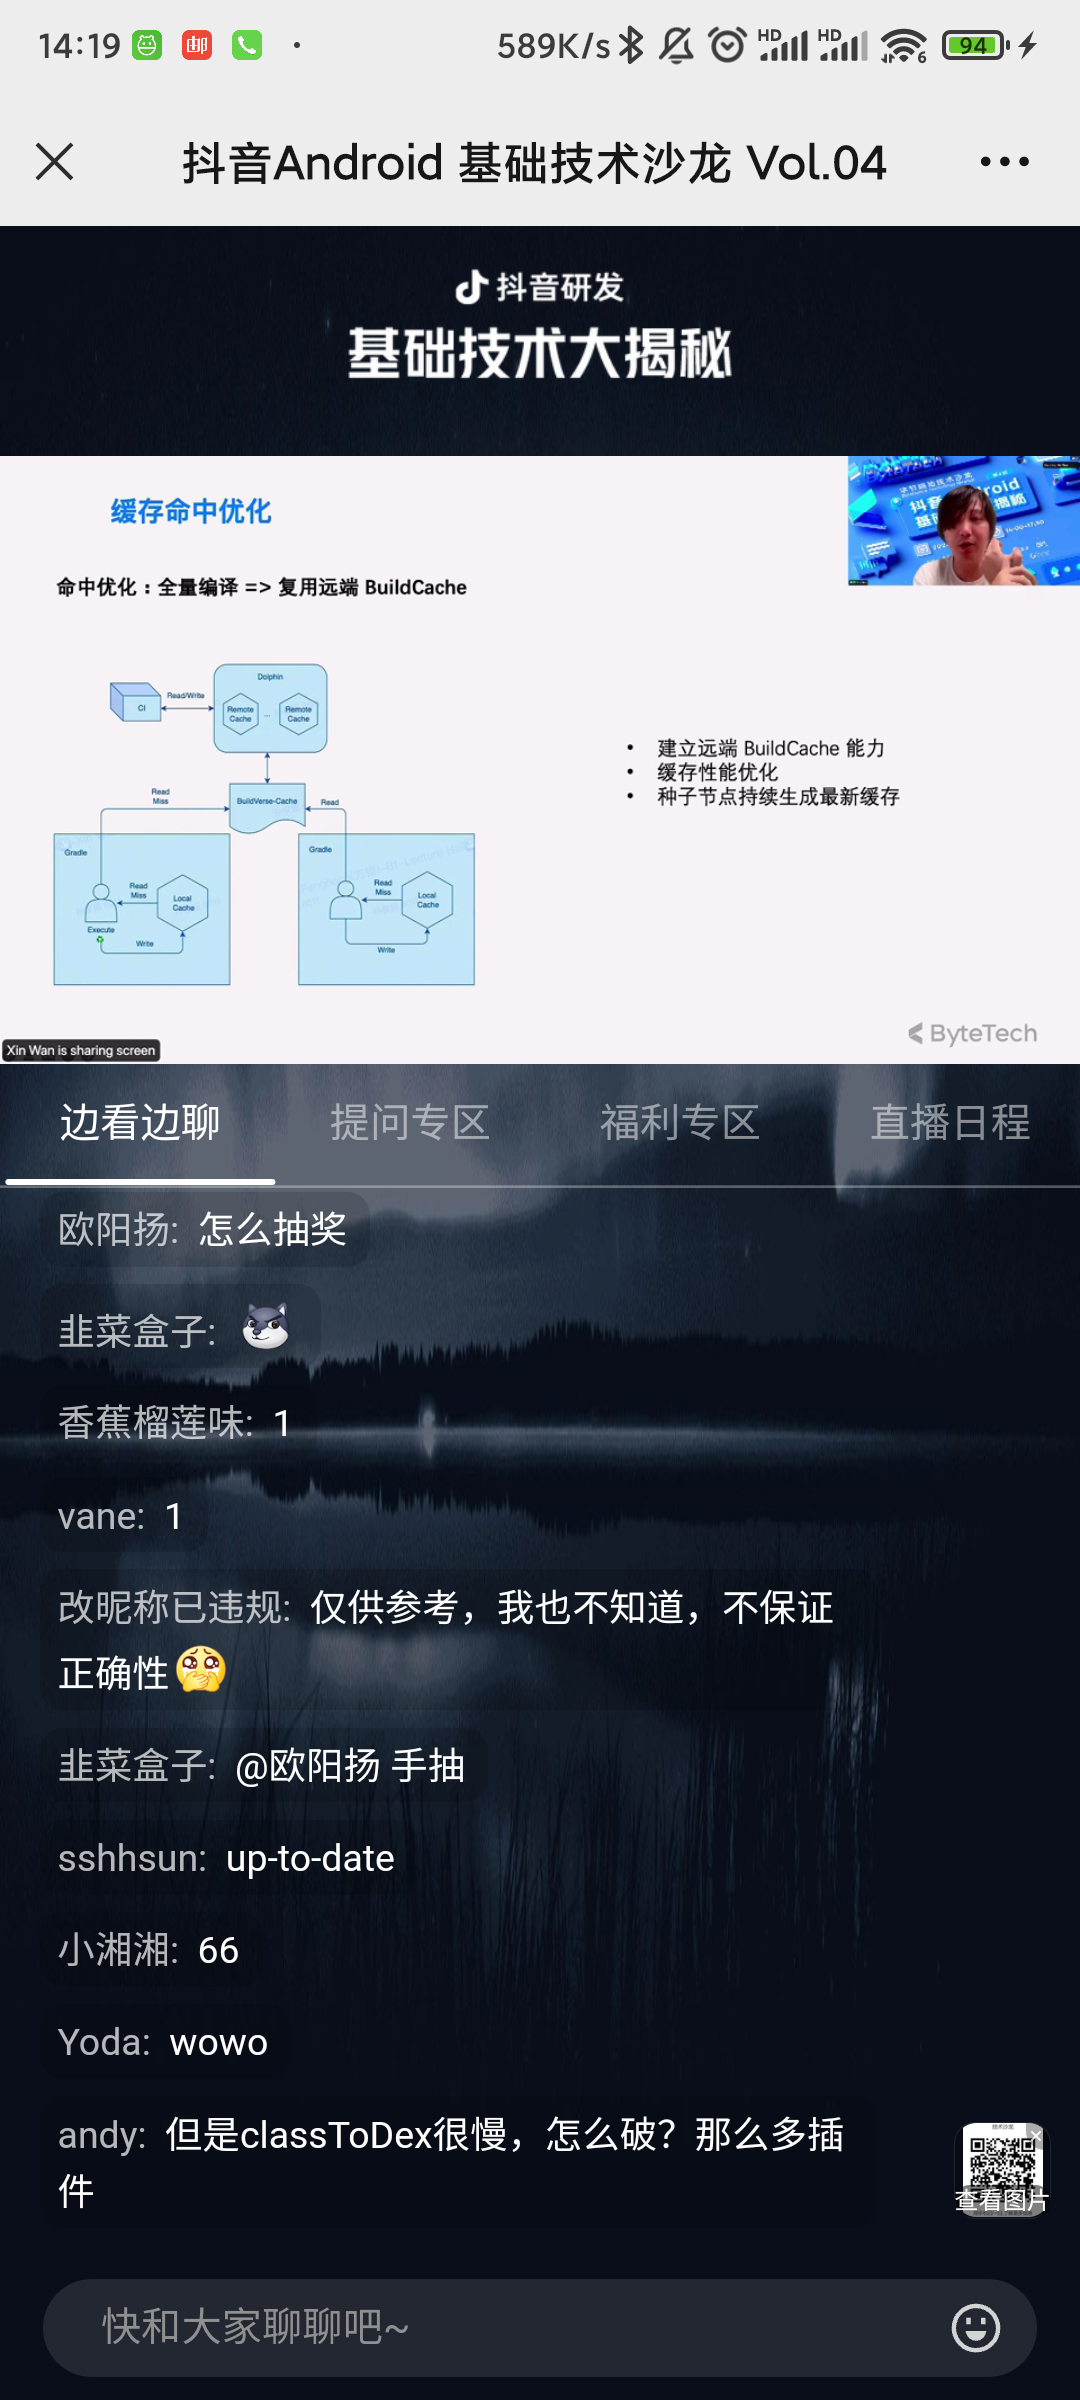 14:19
589K/s
HD
HD
6
94
抖音Android 基础技术沙龙 Vol.04
抖音研发
基础技术大揭秘
缓存命中优化
命中优化：全量编译 => 复用远端 BuildCache
Dolphin
CI
Read/Write
Remote
Cache
...
Remote
Cache
BuildVerse-Cache
Read
Miss
Read
Gradle
Read
Miss
Local
Cache
Execute
Write
Gradle
Read
Miss
Local
Cache
Write
• 建立远端 BuildCache 能力
• 缓存性能优化
• 种子节点持续生成最新缓存
ByteTech
Xin Wan is sharing screen
边看边聊
提问专区
福利专区
直播日程
欧阳扬: 怎么抽奖
韭菜盒子:
香蕉榴莲味: 1
vane: 1
改昵称已违规: 仅供参考，我也不知道，不保证
正确性
韭菜盒子: @欧阳扬 手抽
sshhsun: up-to-date
小湘湘: 66
Yoda: wowo
andy: 但是classToDex很慢，怎么破？那么多插
件
查看图片
快和大家聊聊吧~